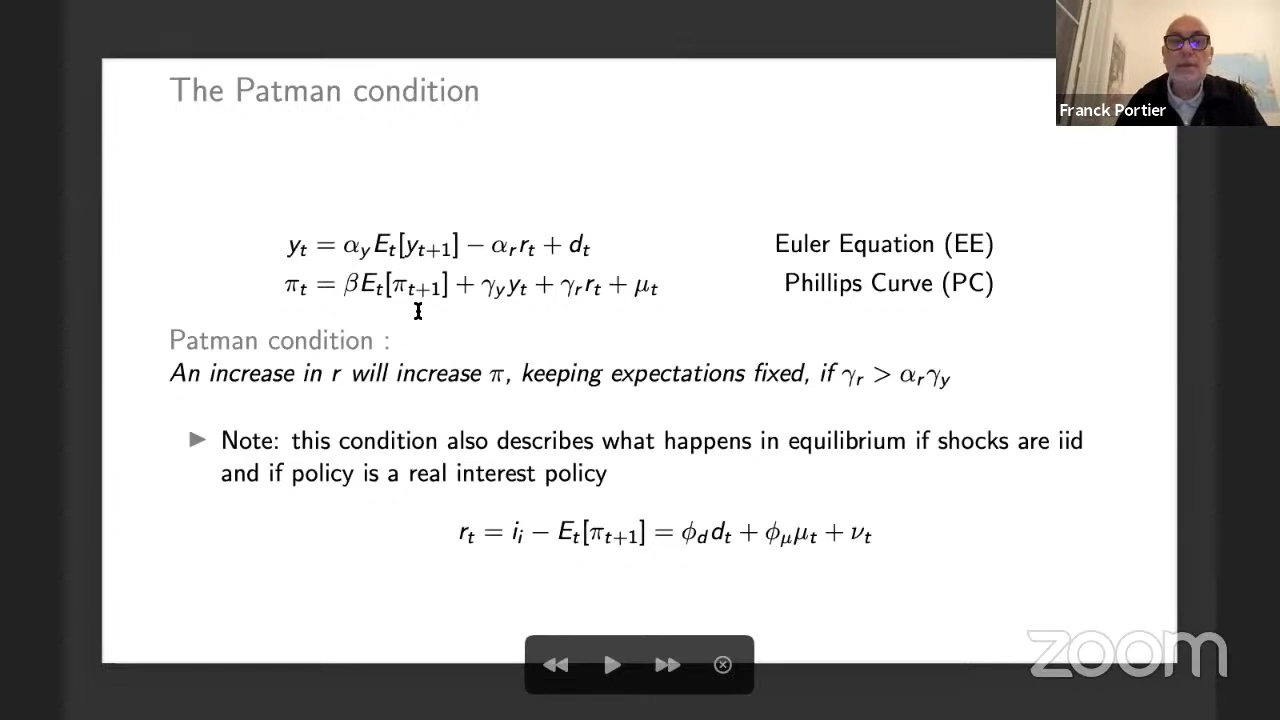 The Patman condition
Franck Portier
y_t = α_y E_t[y_{t+1}] − α_r r_t + d_t Euler Equation (EE)
π_t = βE_t[π_{t+1}] + γ_y y_t + γ_r r_t + μ_t Phillips Curve (PC)
Patman condition :
An increase in r will increase π, keeping expectations fixed, if γ_r > α_r γ_y
► Note: this condition also describes what happens in equilibrium if shocks are iid
and if policy is a real interest policy
r_t = i_i − E_t[π_{t+1}] = ϕ_d d_t + ϕ_μ μ_t + ν_t
zoom